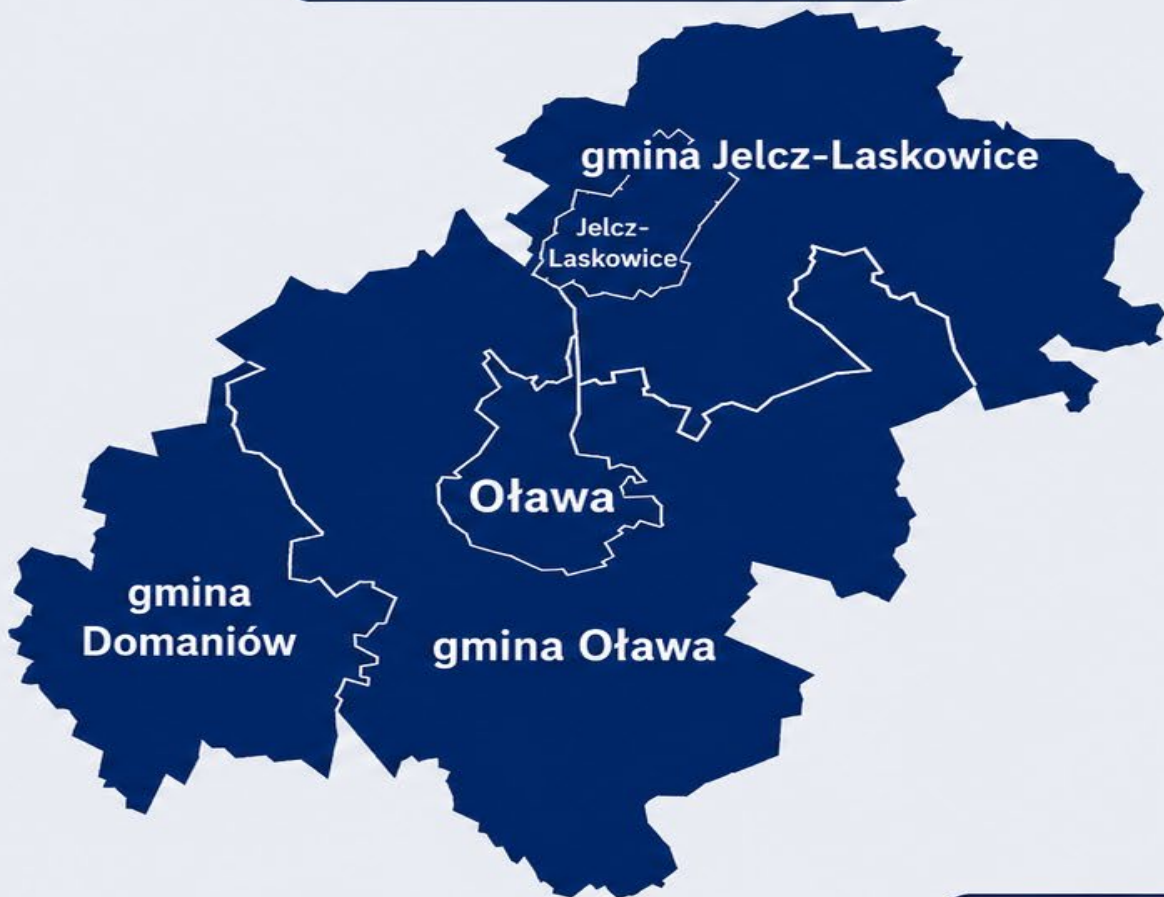 gmina Jelcz-Laskowice
Jelcz-
Laskowice
Oława
gmina
Domaniów
gmina Oława